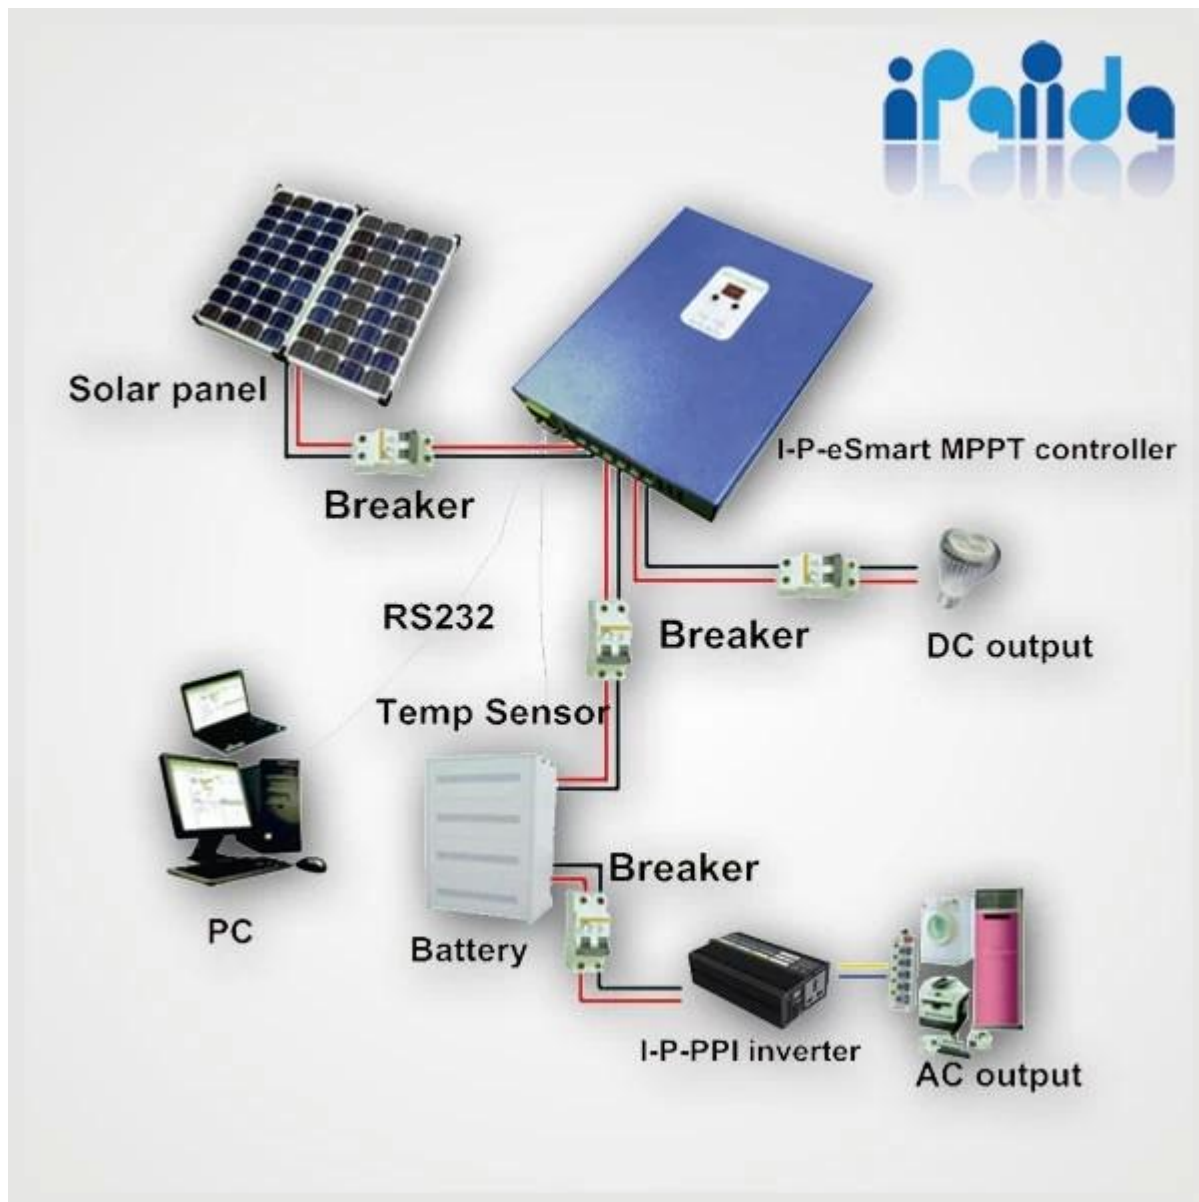 iPaiida
Solar panel
I-P-eSmart MPPT controller
Breaker
RS232
Breaker
DC output
Temp Sensor
Breaker
PC
Battery
I-P-PPI inverter
AC output